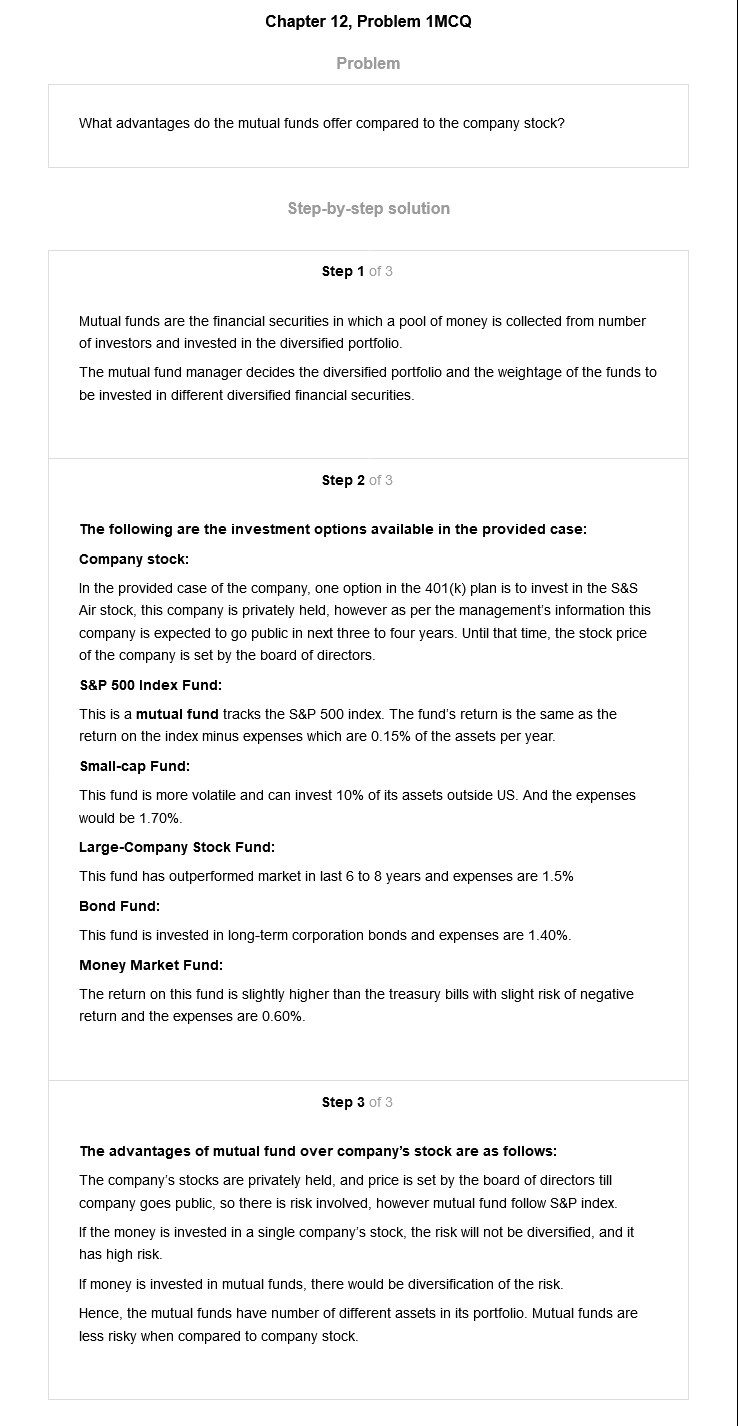 Chapter 12, Problem 1MCQ
Problem
What advantages do the mutual funds offer compared to the company stock?
Step-by-step solution
Step 1 of 3
Mutual funds are the financial securities in which a pool of money is collected from number
of investors and invested in the diversified portfolio.
The mutual fund manager decides the diversified portfolio and the weightage of the funds to
be invested in different diversified financial securities.
Step 2 of 3
The following are the investment options available in the provided case:
Company stock:
In the provided case of the company, one option in the 401(k) plan is to invest in the S&S
Air stock, this company is privately held, however as per the management's information this
company is expected to go public in next three to four years. Until that time, the stock price
of the company is set by the board of directors.
S&P 500 Index Fund:
This is a mutual fund tracks the S&P 500 index. The fund's return is the same as the
return on the index minus expenses which are 0.15% of the assets per year.
Small-cap Fund:
This fund is more volatile and can invest 10% of its assets outside US. And the expenses
would be 1.70%.
Large-Company Stock Fund:
This fund has outperformed market in last 6 to 8 years and expenses are 1.5%
Bond Fund:
This fund is invested in long-term corporation bonds and expenses are 1.40%.
Money Market Fund:
The return on this fund is slightly higher than the treasury bills with slight risk of negative
return and the expenses are 0.60%.
Step 3 of 3
The advantages of mutual fund over company's stock are as follows:
The company's stocks are privately held, and price is set by the board of directors till
company goes public, so there is risk involved, however mutual fund follow S&P index.
If the money is invested in a single company's stock, the risk will not be diversified, and it
has high risk.
If money is invested in mutual funds, there would be diversification of the risk.
Hence, the mutual funds have number of different assets in its portfolio. Mutual funds are
less risky when compared to company stock.